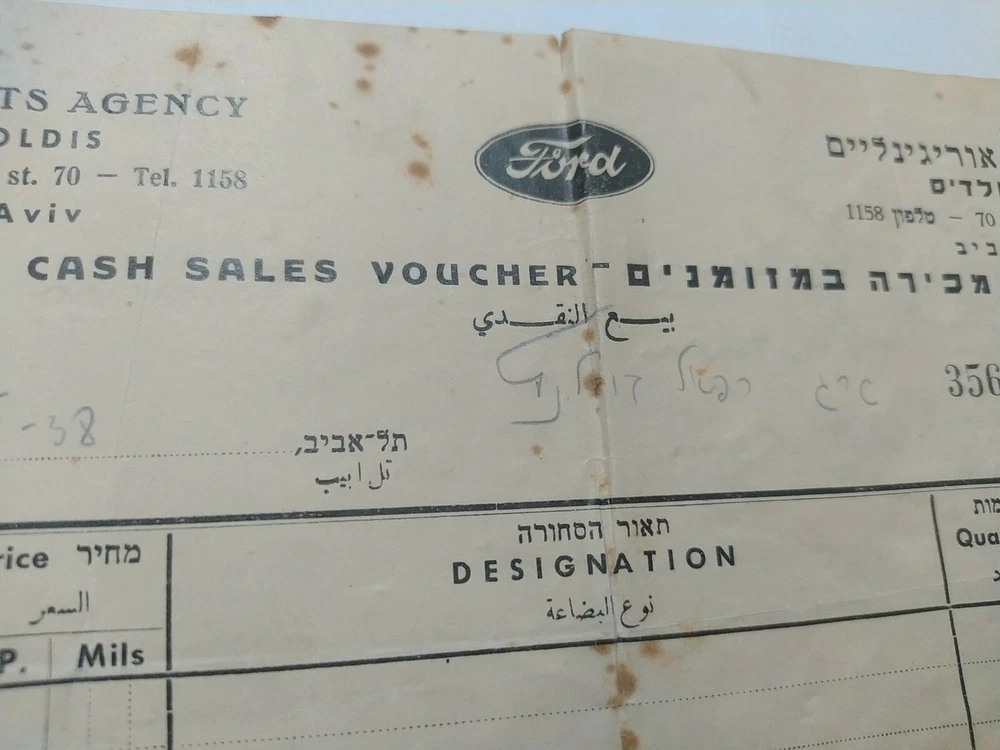 TS AGENCY
OLDIS
st. 70 — Tel. 1158
Aviv
Ford
אוריגינליים
ולדים
70 — טלפון 1158
ביב
CASH SALES VOUCHER – מכירה במזומנים
بيع النقدي
רפאל
356
-38
תל־אביב,
تل ابيب
rice מחיר
السعر
P. Mils
תאור הסחורה
DESIGNATION
نوع البضاعة
מות
Qua